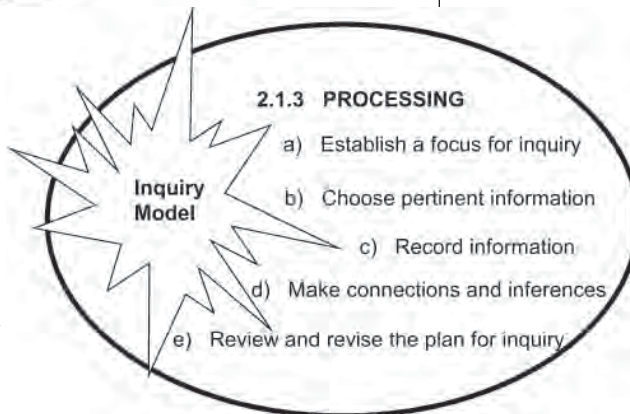 2.1.3 PROCESSING
a) Establish a focus for inquiry
Inquiry
Model
b) Choose pertinent information
c) Record information
d) Make connections and inferences
e) Review and revise the plan for inquiry